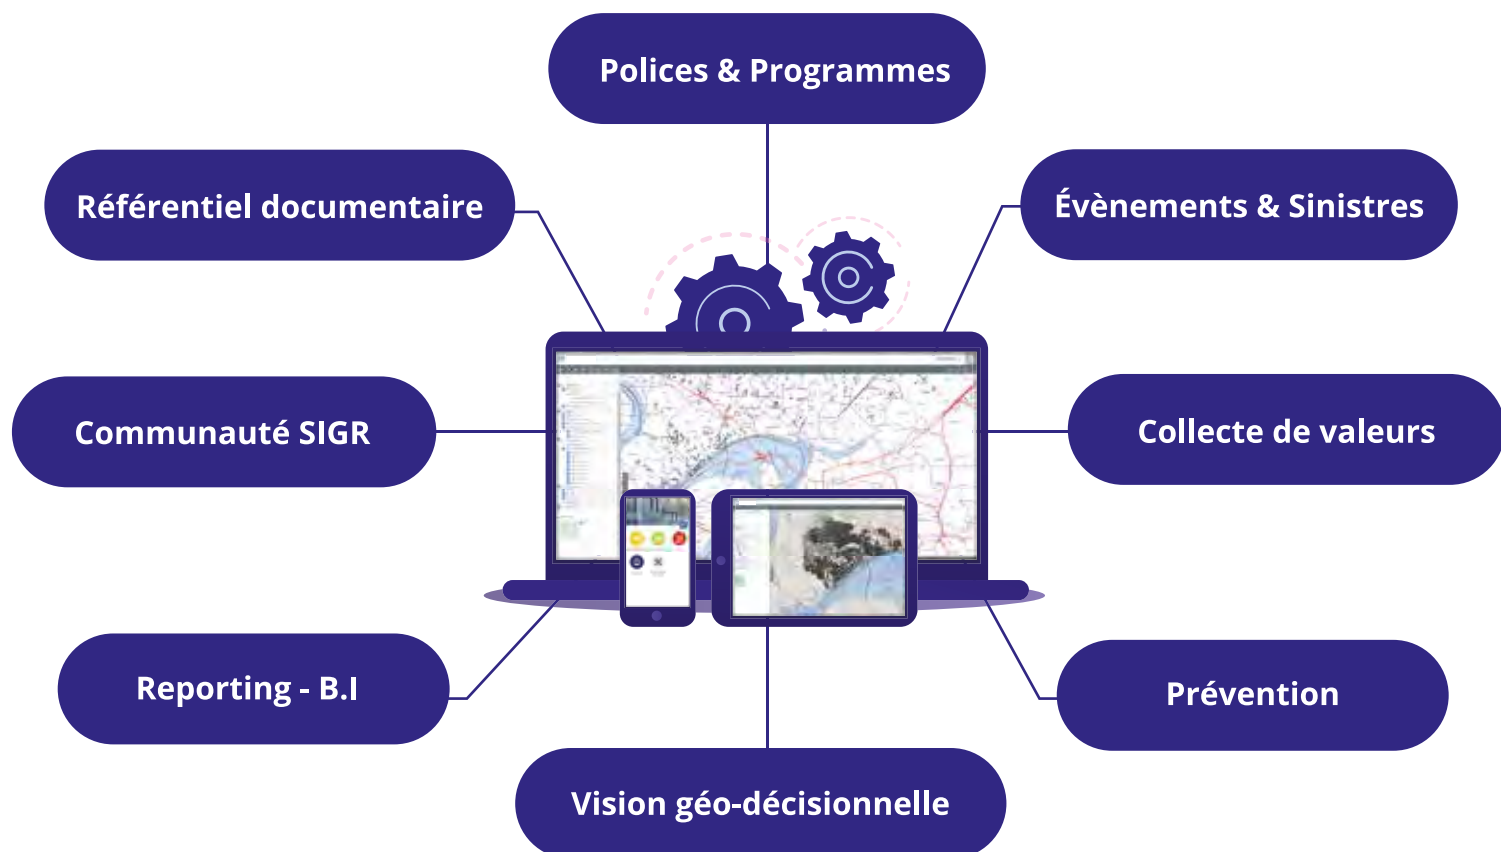 Polices & Programmes
Référentiel documentaire
Évènements & Sinistres
Communauté SIGR
Collecte de valeurs
Reporting - B.I
Prévention
Vision géo-décisionnelle